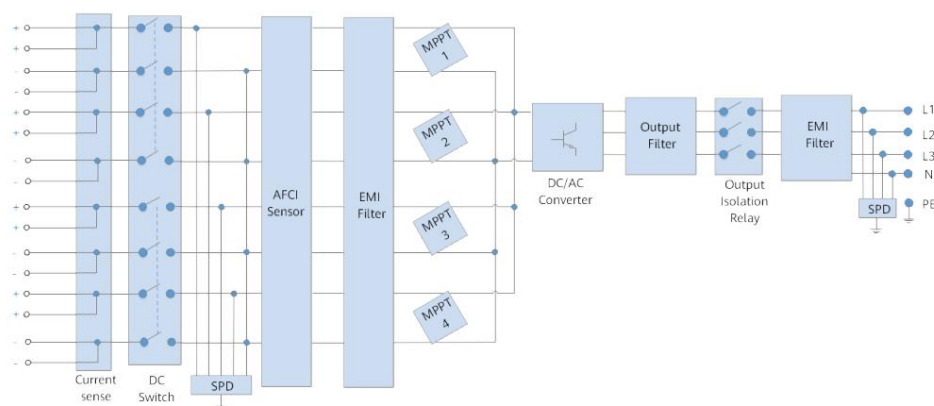 +
+
-
-
+
+
-
-
+
+
-
-
+
+
-
-
Current
sense
DC
Switch
SPD
AFCI
Sensor
EMI
Filter
MPPT
1
MPPT
2
MPPT
3
MPPT
4
DC/AC
Converter
Output
Filter
Output
Isolation
Relay
EMI
Filter
SPD
L1
L2
L3
N
PE